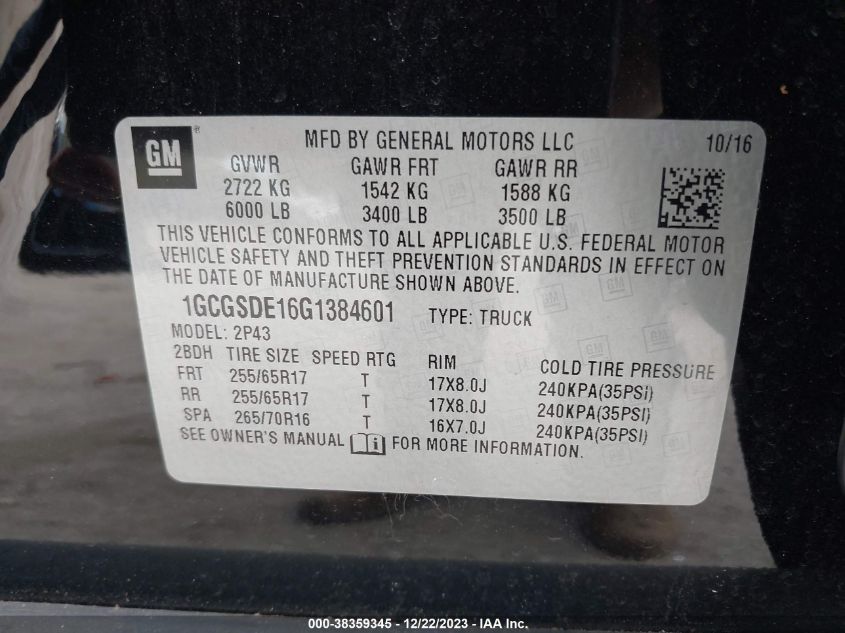 GM ®
MFD BY GENERAL MOTORS LLC 10/16
GVWR GAWR FRT GAWR RR
2722 KG 1542 KG 1588 KG
6000 LB 3400 LB 3500 LB
THIS VEHICLE CONFORMS TO ALL APPLICABLE U.S. FEDERAL MOTOR
VEHICLE SAFETY AND THEFT PREVENTION STANDARDS IN EFFECT ON
THE DATE OF MANUFACTURE SHOWN ABOVE.
1GCGSDE16G1384601 TYPE: TRUCK
MODEL: 2P43
2BDH TIRE SIZE SPEED RTG RIM COLD TIRE PRESSURE
FRT 255/65R17 T 17X8.0J 240KPA(35PSI)
RR 255/65R17 T 17X8.0J 240KPA(35PSI)
SPA 265/70R16 T 16X7.0J 240KPA(35PSI)
SEE OWNER'S MANUAL i FOR MORE INFORMATION.
000-38359345 - 12/22/2023 - IAA Inc.